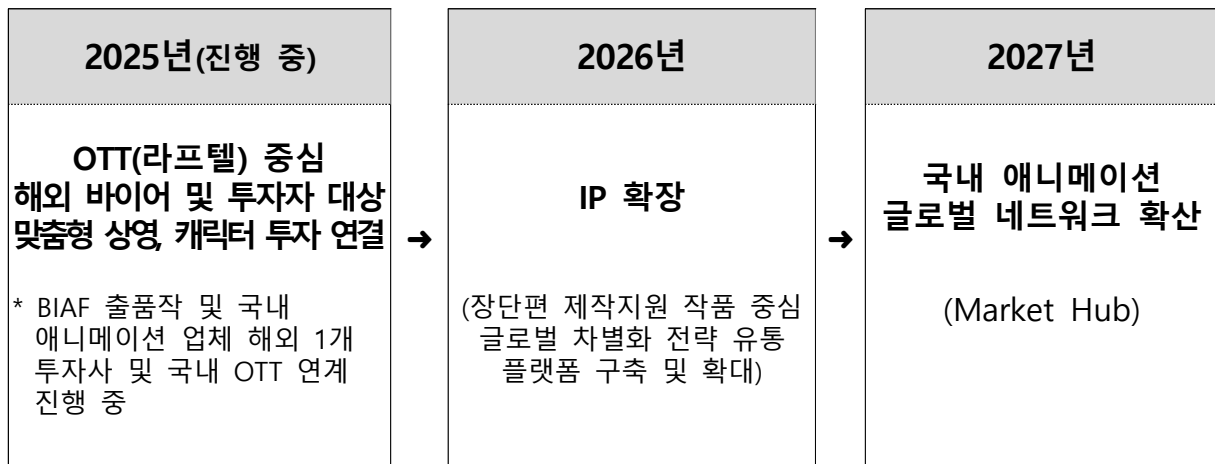 2025년(진행 중)
OTT(라프텔) 중심
해외 바이어 및 투자자 대상
맞춤형 상영, 캐릭터 투자 연결
* BIAF 출품작 및 국내
애니메이션 업체 해외 1개
투자사 및 국내 OTT 연계
진행 중
➜
2026년
IP 확장
(장단편 제작지원 작품 중심
글로벌 차별화 전략 유통
플랫폼 구축 및 확대)
➜
2027년
국내 애니메이션
글로벌 네트워크 확산
(Market Hub)